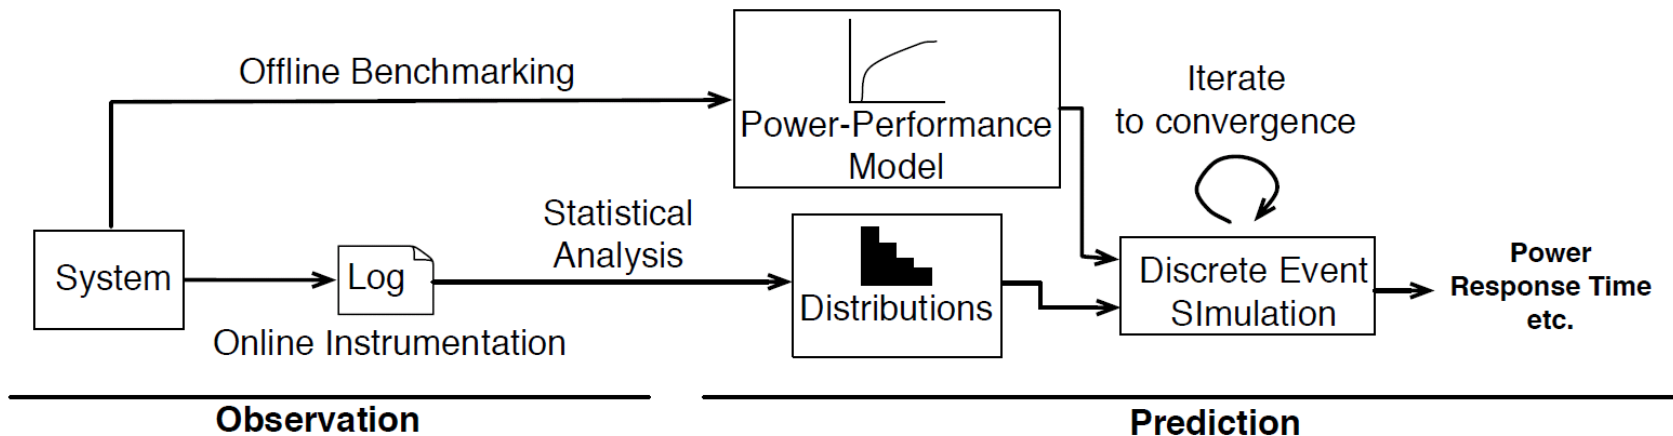 Offline Benchmarking
Power-Performance
Model
Iterate
to convergence
System
Log
Online Instrumentation
Statistical
Analysis
Distributions
Discrete Event
SImulation
Power
Response Time
etc.
Observation
Prediction